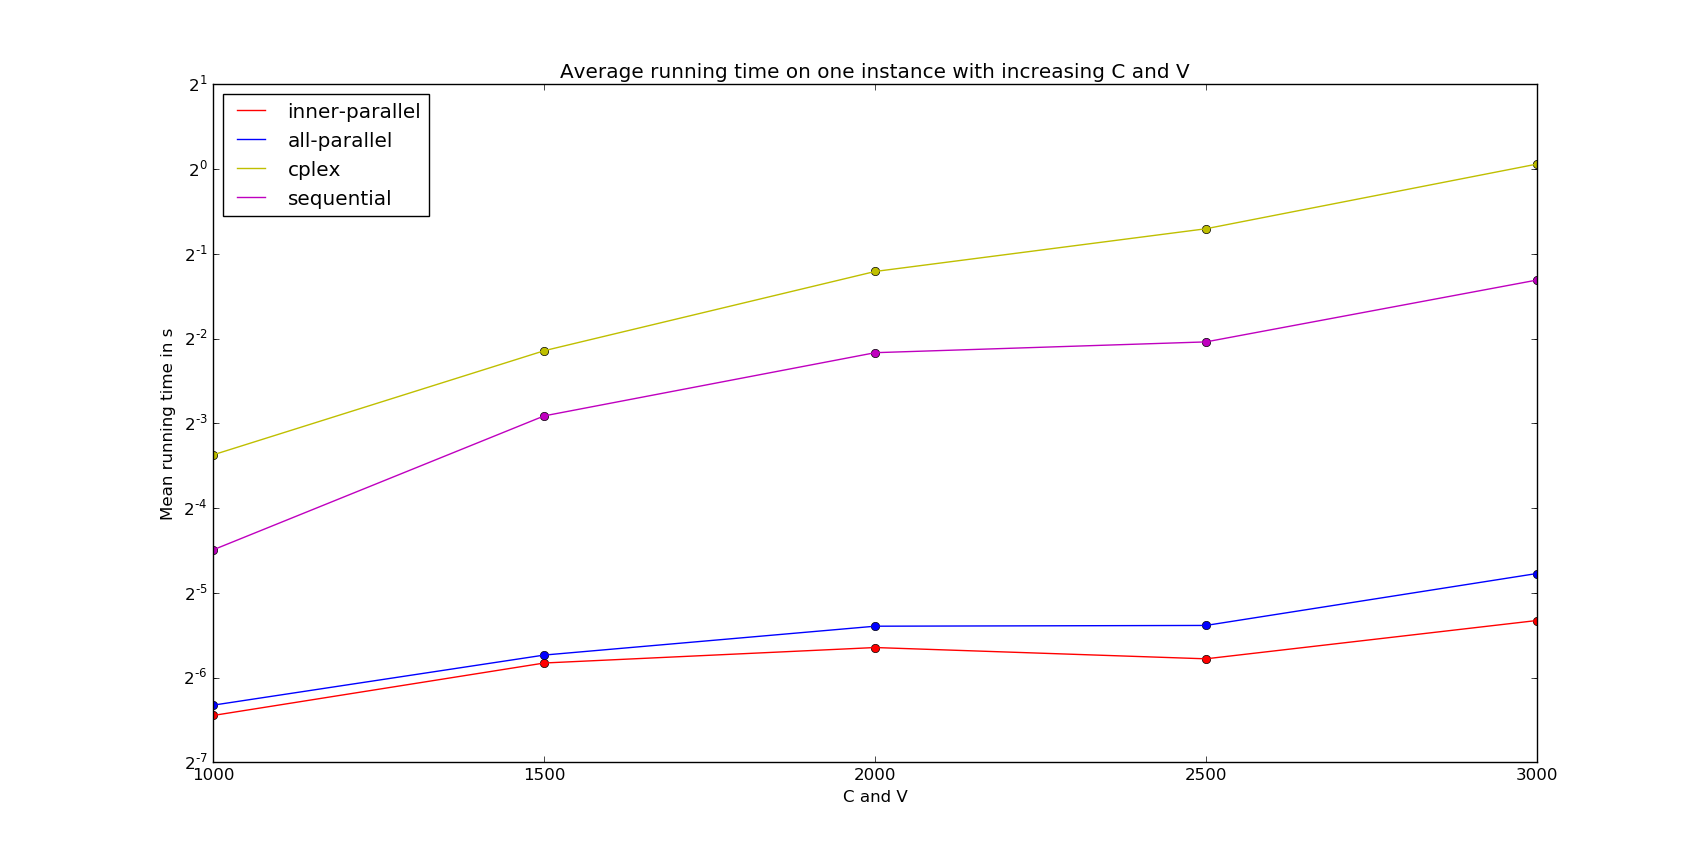 Average running time on one instance with increasing C and V
inner-parallel
all-parallel
cplex
sequential
2^1
2^0
2^-1
2^-2
2^-3
2^-4
2^-5
2^-6
2^-7
Mean running time in s
1000 1500 2000 2500 3000
C and V